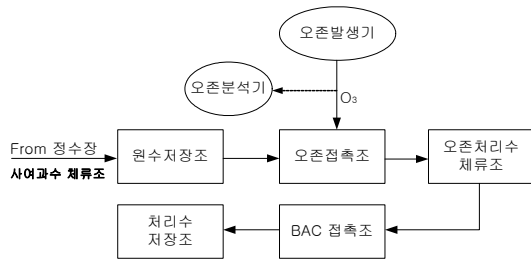 오존발생기
오존분석기
O₃
From 정수장
사여과수 체류조
원수저장조
오존접촉조
오존처리수
체류조
처리수
저장조
BAC 접촉조